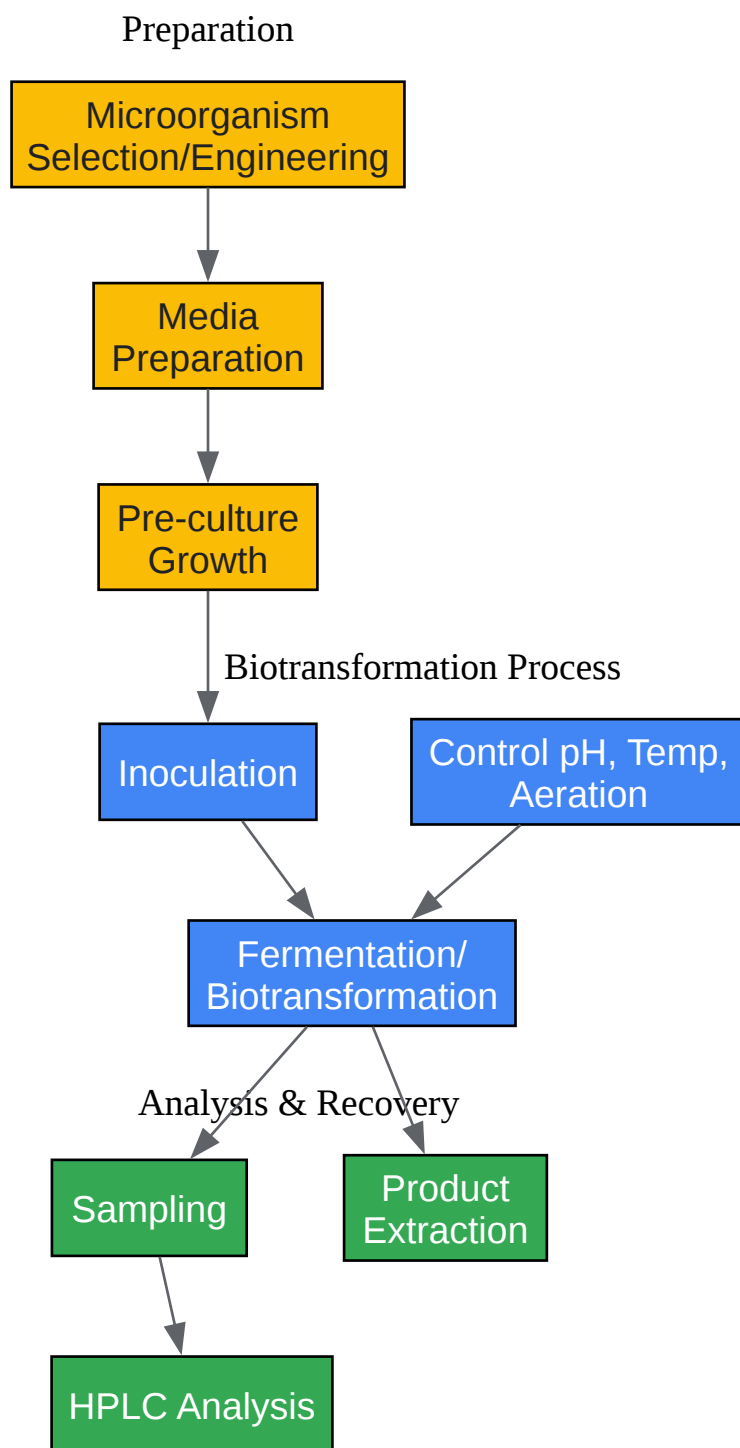 Preparation
Microorganism
Selection/Engineering
Media
Preparation
Pre-culture
Growth
Biotransformation Process
Inoculation
Control pH, Temp,
Aeration
Fermentation/
Biotransformation
Analysis & Recovery
Sampling
Product
Extraction
HPLC Analysis